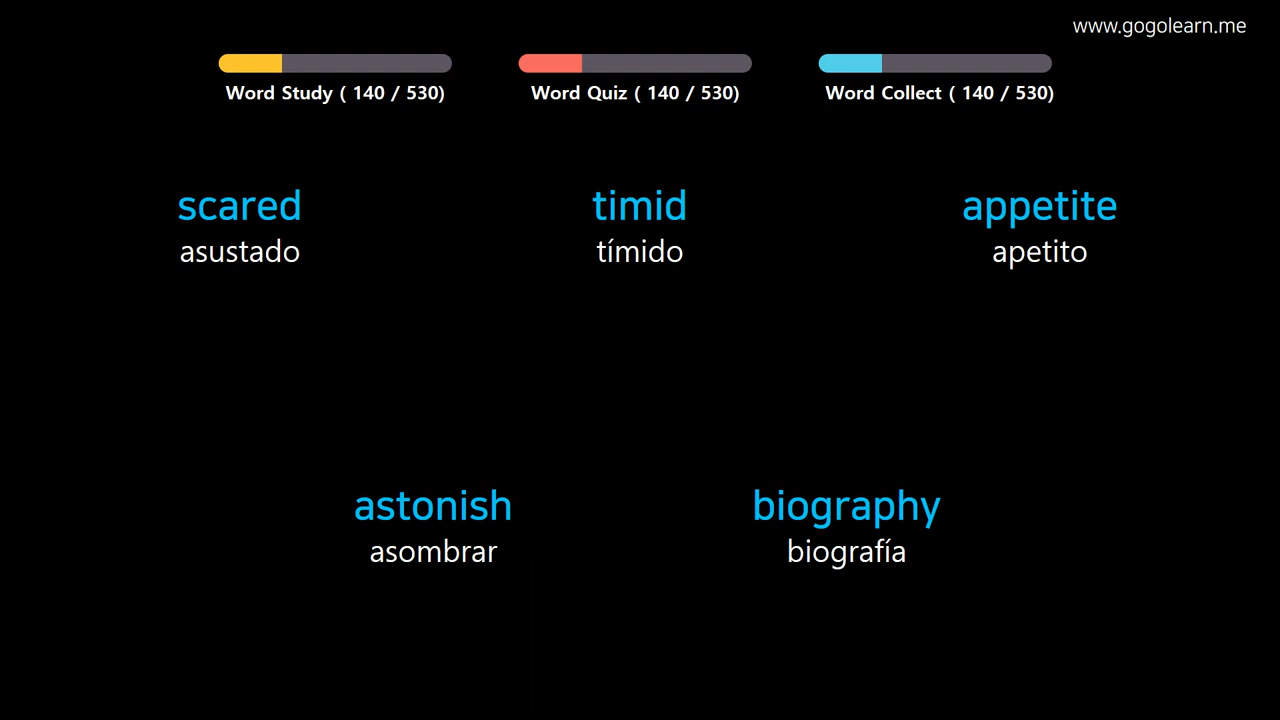 www.gogolearn.me
Word Study ( 140 / 530)
Word Quiz ( 140 / 530)
Word Collect ( 140 / 530)
scared
asustado
timid
tímido
appetite
apetito
astonish
asombrar
biography
biografía